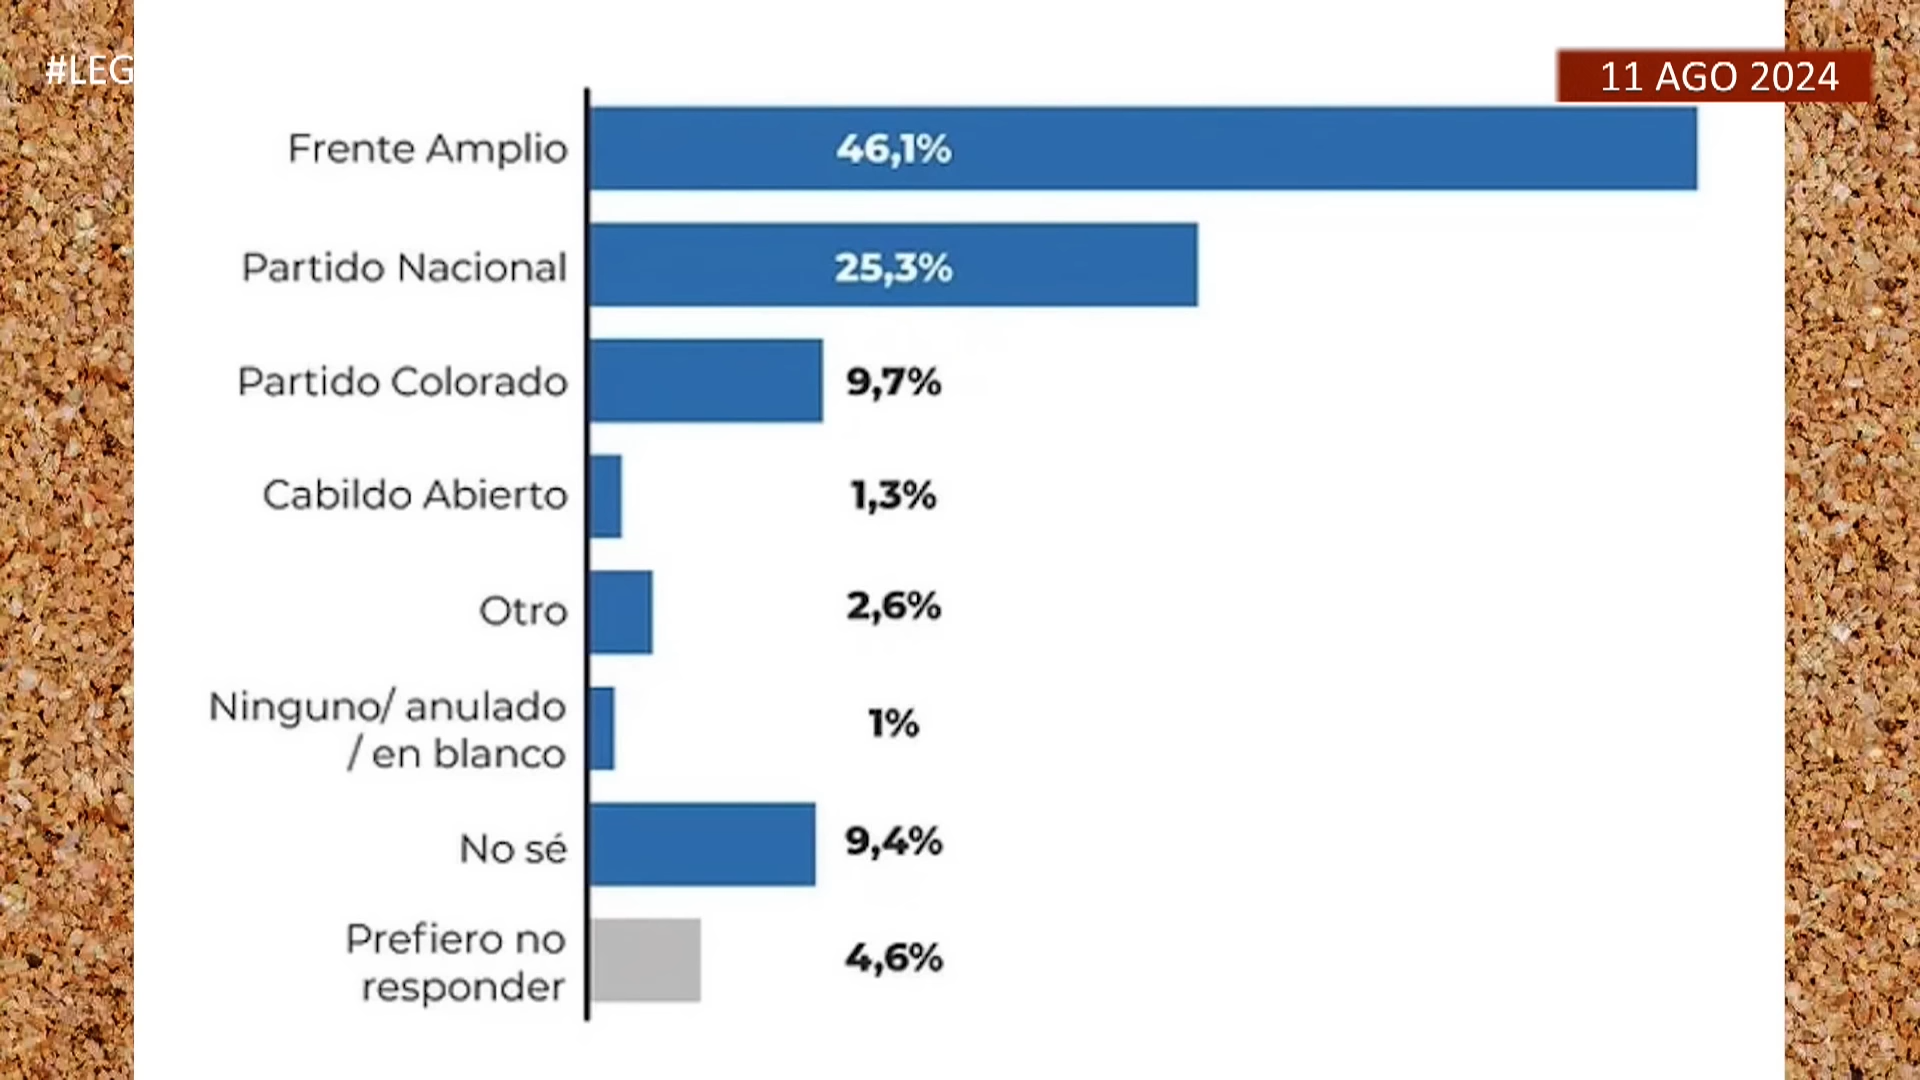 #LEG
11 AGO 2024
Frente Amplio 46,1%
Partido Nacional 25,3%
Partido Colorado 9,7%
Cabildo Abierto 1,3%
Otro 2,6%
Ninguno/ anulado
/ en blanco 1%
No sé 9,4%
Prefiero no
responder 4,6%